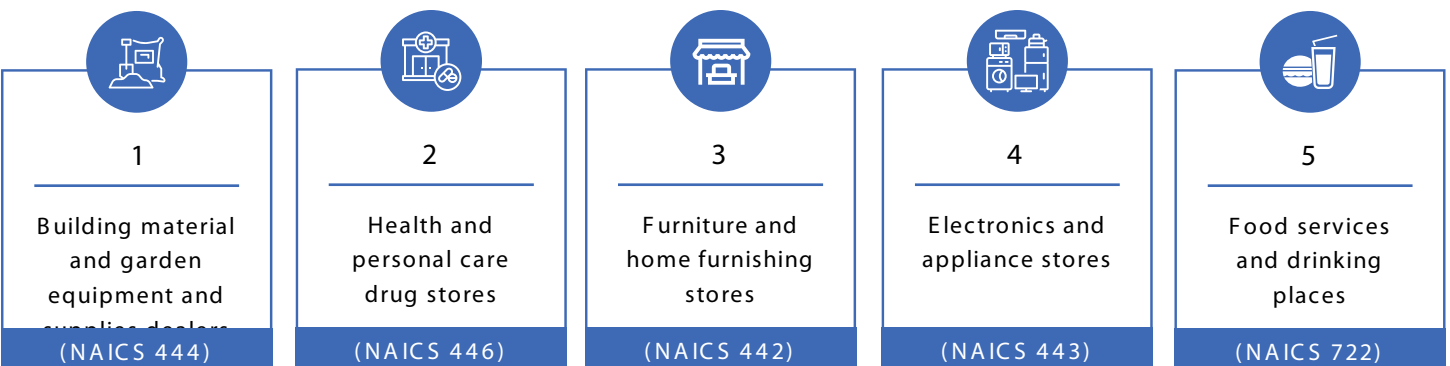 1
Building material
and garden
equipment and
supplies dealers
(NAICS 444)
2
Health and
personal care
drug stores
(NAICS 446)
3
Furniture and
home furnishing
stores
(NAICS 442)
4
Electronics and
appliance stores
(NAICS 443)
5
Food services
and drinking
places
(NAICS 722)